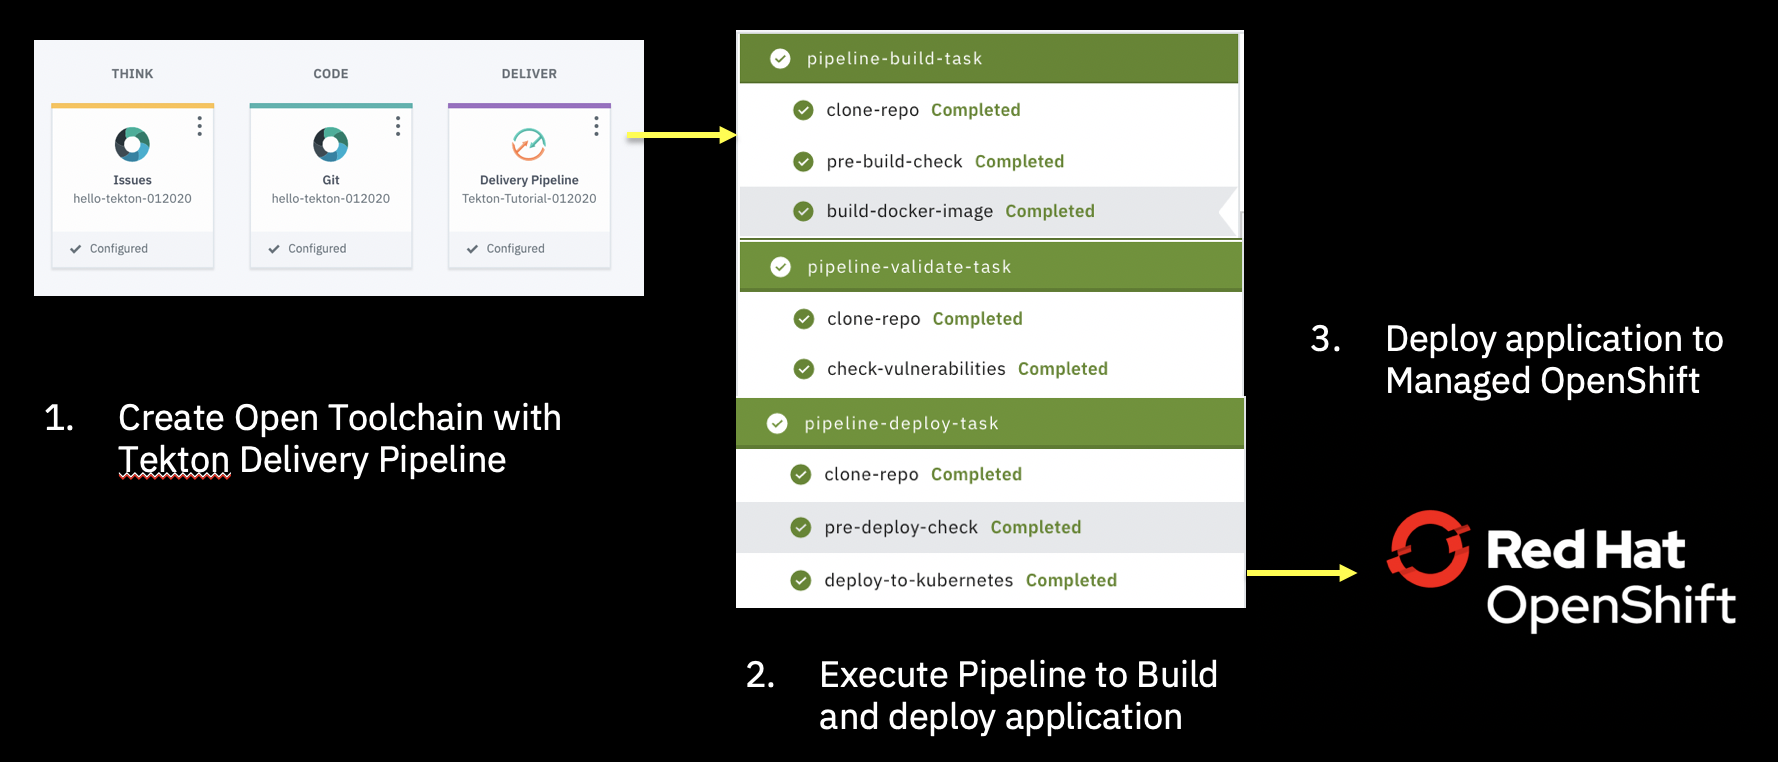 THINK
CODE
DELIVER
Issues
hello-tekton-012020
Configured
Git
hello-tekton-012020
Configured
Delivery Pipeline
Tekton-Tutorial-012020
Configured
1. Create Open Toolchain with
Tekton Delivery Pipeline
pipeline-build-task
clone-repo Completed
pre-build-check Completed
build-docker-image Completed
pipeline-validate-task
clone-repo Completed
check-vulnerabilities Completed
pipeline-deploy-task
clone-repo Completed
pre-deploy-check Completed
deploy-to-kubernetes Completed
2. Execute Pipeline to Build
and deploy application
3. Deploy application to
Managed OpenShift
Red Hat
OpenShift